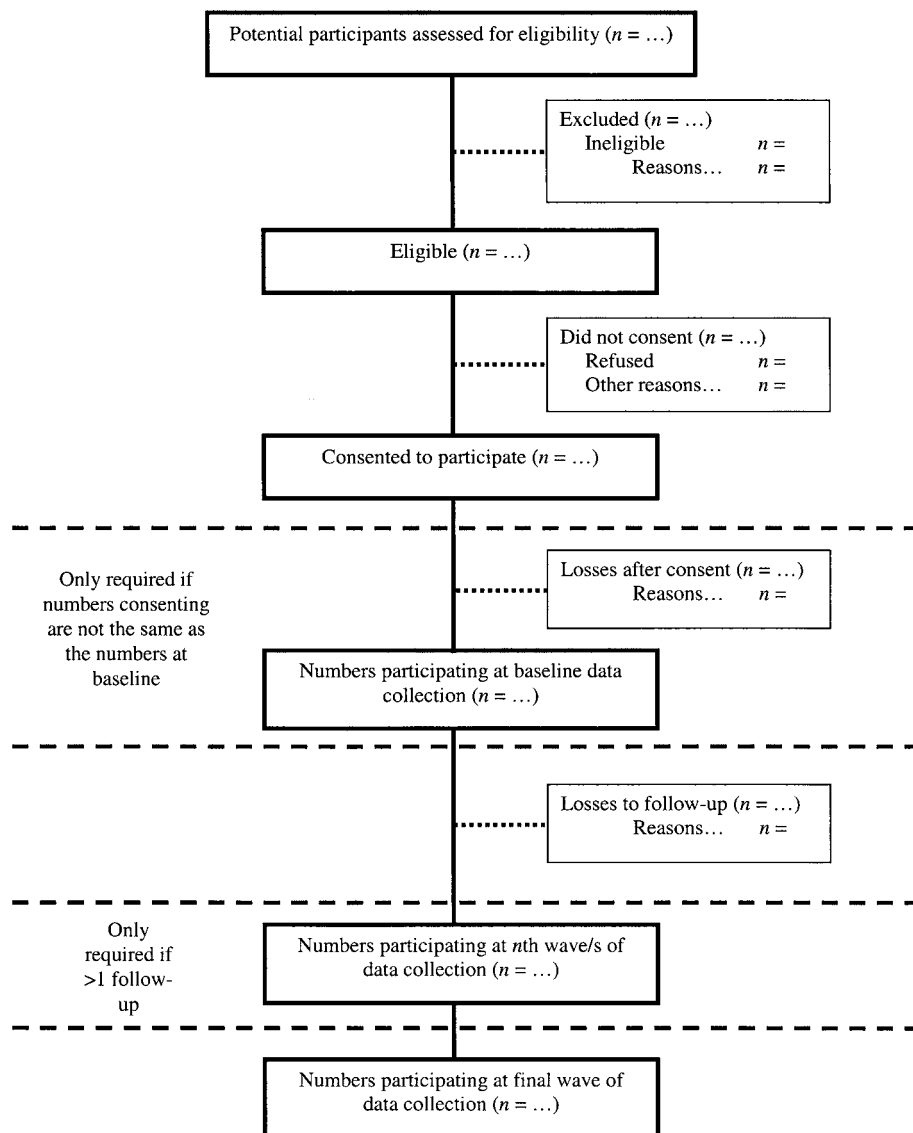 Potential participants assessed for eligibility (n = …)
Excluded (n = …)
Ineligible n =
Reasons… n =
Eligible (n = …)
Did not consent (n = …)
Refused n =
Other reasons… n =
Consented to participate (n = …)
Only required if
numbers consenting
are not the same as
the numbers at
baseline
Losses after consent (n = …)
Reasons… n =
Numbers participating at baseline data
collection (n = …)
Losses to follow-up (n = …)
Reasons… n =
Only
required if
>1 follow-
up
Numbers participating at nth wave/s of
data collection (n = …)
Numbers participating at final wave of
data collection (n = …)